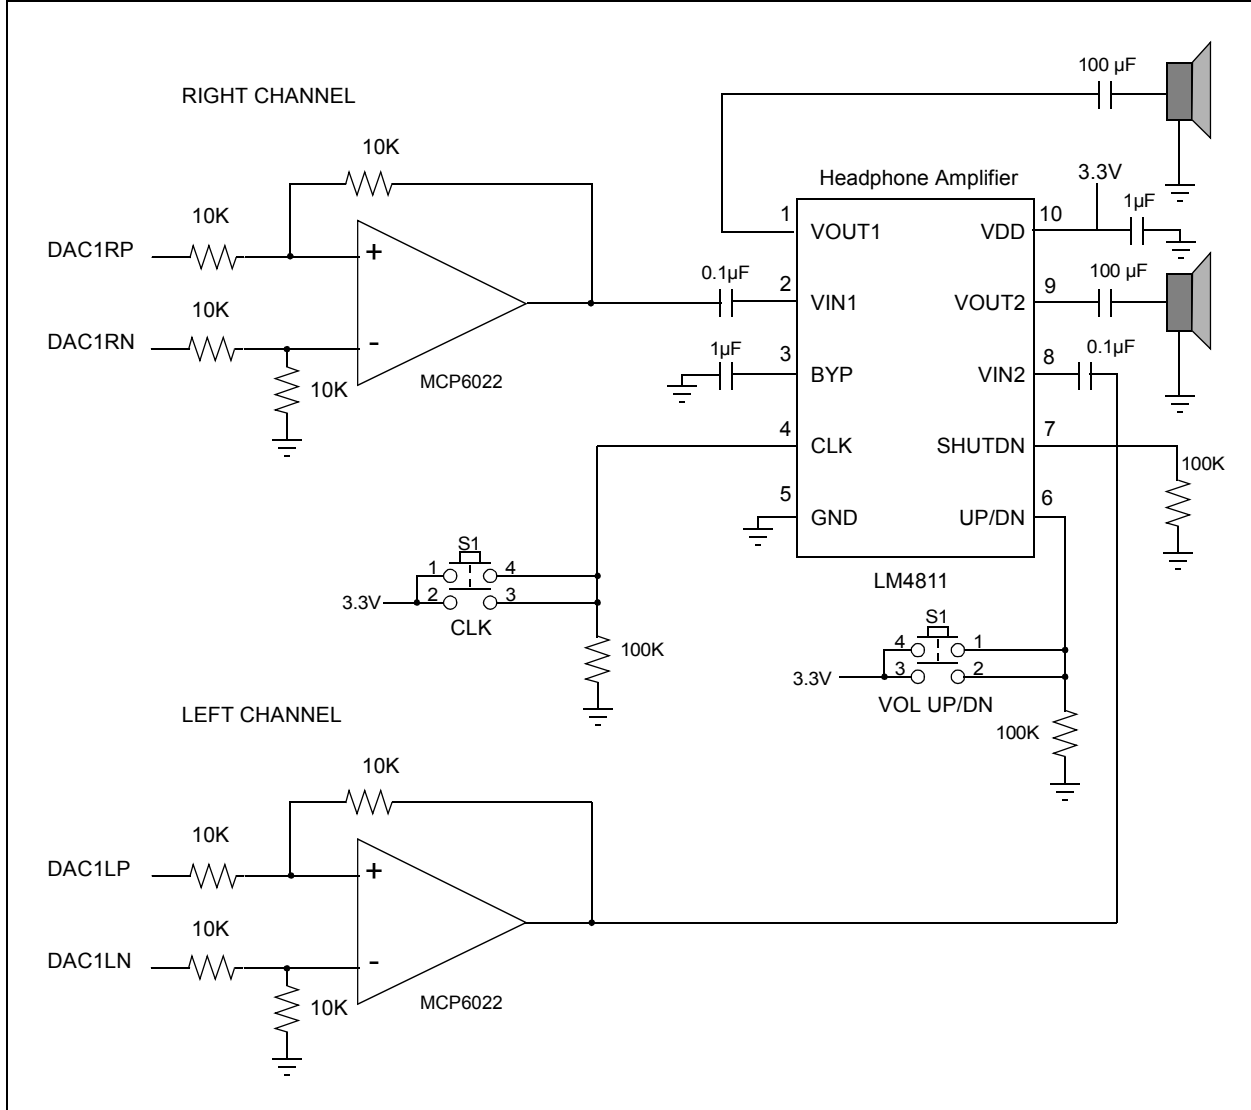 100 µF
RIGHT CHANNEL
10K
Headphone Amplifier
3.3V
1µF
10K
DAC1RP
+
1
VOUT1
VDD
10
100 µF
10K
DAC1RN
-
MCP6022
10K
0.1µF
2
VIN1
VOUT2
9
1µF
3
BYP
VIN2
8
0.1µF
4
CLK
SHUTDN
7
100K
5
GND
UP/DN
6
LM4811
S1
1
4
3.3V
2
3
CLK
100K
S1
4
1
3.3V
3
2
VOL UP/DN
100K
LEFT CHANNEL
10K
10K
DAC1LP
+
10K
DAC1LN
-
MCP6022
10K